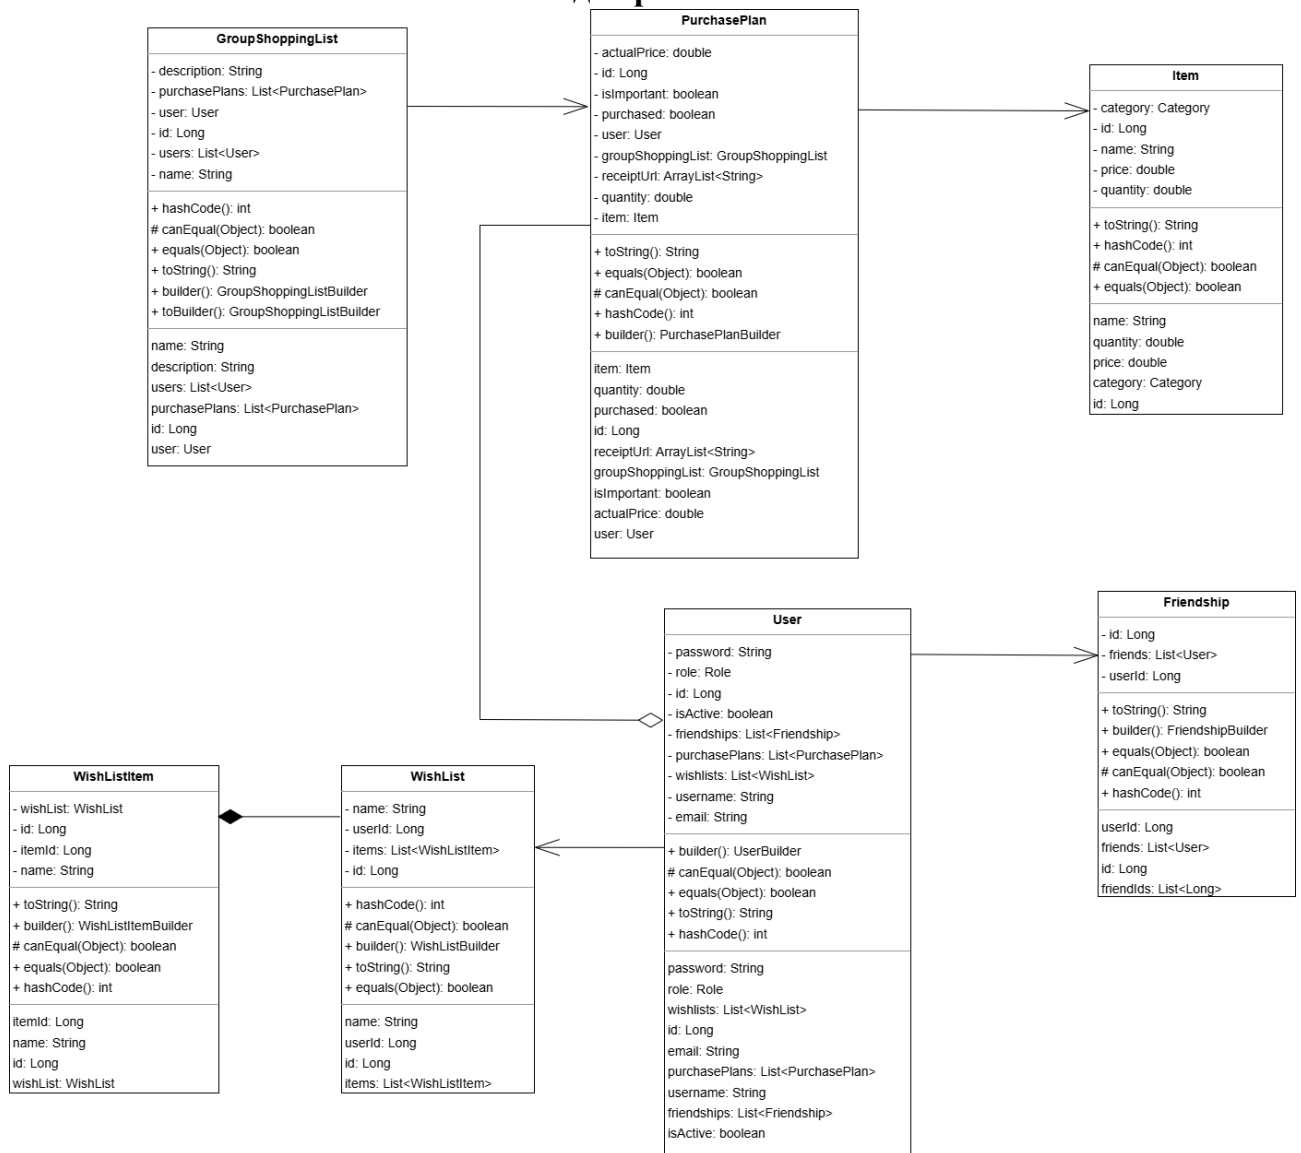 GroupShoppingList
- description: String
- purchasePlans: List<PurchasePlan>
- user: User
- id: Long
- users: List<User>
- name: String
+ hashCode(): int
# canEqual(Object): boolean
+ equals(Object): boolean
+ toString(): String
+ builder(): GroupShoppingListBuilder
+ toBuilder(): GroupShoppingListBuilder
name: String
description: String
users: List<User>
purchasePlans: List<PurchasePlan>
id: Long
user: User
PurchasePlan
- actualPrice: double
- id: Long
- isImportant: boolean
- purchased: boolean
- user: User
- groupShoppingList: GroupShoppingList
- receiptUrl: ArrayList<String>
- quantity: double
- item: Item
+ toString(): String
+ equals(Object): boolean
# canEqual(Object): boolean
+ hashCode(): int
+ builder(): PurchasePlanBuilder
item: Item
quantity: double
purchased: boolean
id: Long
receiptUrl: ArrayList<String>
groupShoppingList: GroupShoppingList
isImportant: boolean
actualPrice: double
user: User
Item
- category: Category
- id: Long
- name: String
- price: double
- quantity: double
+ toString(): String
+ hashCode(): int
# canEqual(Object): boolean
+ equals(Object): boolean
name: String
quantity: double
price: double
category: Category
id: Long
WishListItem
- wishList: WishList
- id: Long
- itemId: Long
- name: String
+ toString(): String
+ builder(): WishListItemBuilder
# canEqual(Object): boolean
+ equals(Object): boolean
+ hashCode(): int
itemId: Long
name: String
id: Long
wishList: WishList
WishList
- name: String
- userId: Long
- items: List<WishListItem>
- id: Long
+ hashCode(): int
# canEqual(Object): boolean
+ builder(): WishListBuilder
+ toString(): String
+ equals(Object): boolean
name: String
userId: Long
id: Long
items: List<WishListItem>
User
- password: String
- role: Role
- id: Long
- isActive: boolean
- friendships: List<Friendship>
- purchasePlans: List<PurchasePlan>
- wishlists: List<WishList>
- username: String
- email: String
+ builder(): UserBuilder
# canEqual(Object): boolean
+ equals(Object): boolean
+ toString(): String
+ hashCode(): int
password: String
role: Role
wishlists: List<WishList>
id: Long
email: String
purchasePlans: List<PurchasePlan>
username: String
friendships: List<Friendship>
isActive: boolean
Friendship
- id: Long
- friends: List<User>
- userId: Long
+ toString(): String
+ builder(): FriendshipBuilder
+ equals(Object): boolean
# canEqual(Object): boolean
+ hashCode(): int
userId: Long
friends: List<User>
id: Long
friendIds: List<Long>